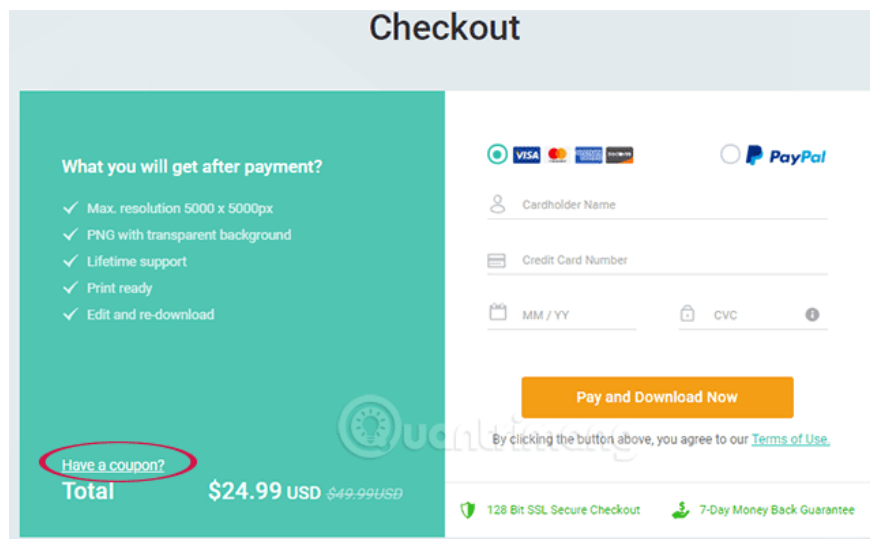 Checkout
What you will get after payment?
Max. resolution 5000 x 5000px
PNG with transparent background
Lifetime support
Print ready
Edit and re-download
Have a coupon?
Total $24.99 USD $49.99USD
VISA PayPal
Cardholder Name
Credit Card Number
MM / YY CVC
Pay and Download Now
By clicking the button above, you agree to our Terms of Use.
128 Bit SSL Secure Checkout 7-Day Money Back Guarantee
Quantrimang